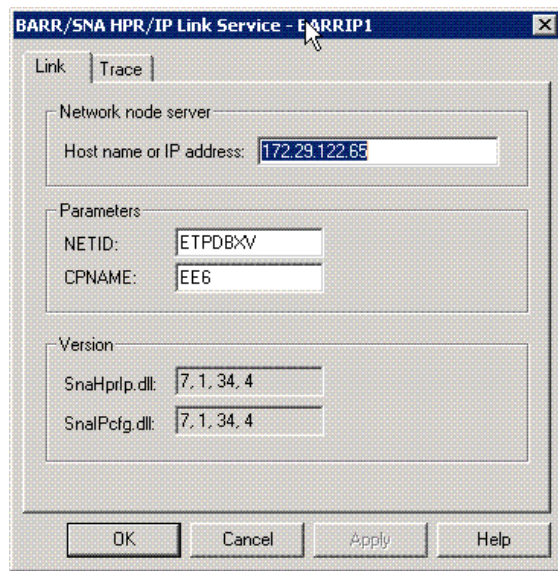 BARR/SNA HPR/IP Link Service - BARRIP1
Link Trace
Network node server
Host name or IP address: 172.29.122.65
Parameters
NETID: ETPDBXV
CPNAME: EE6
Version
SnaHprIp.dll: 7, 1, 34, 4
SnaIPcfg.dll: 7, 1, 34, 4
OK Cancel Apply Help